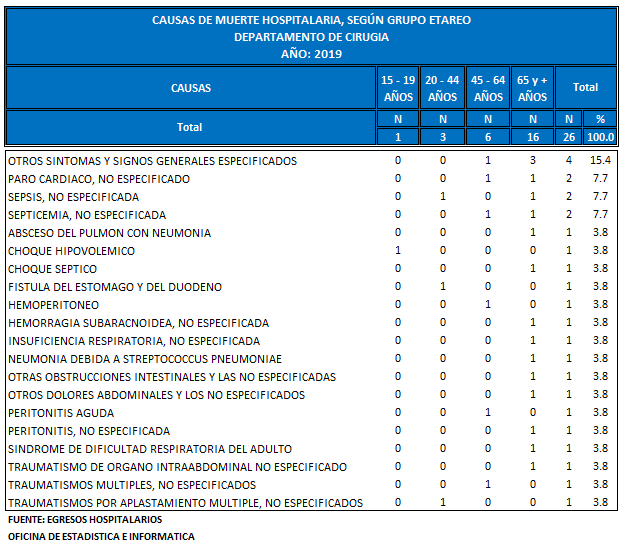 CAUSAS DE MUERTE HOSPITALARIA, SEGÚN GRUPO ETAREO
DEPARTAMENTO DE CIRUGIA
AÑO: 2019
CAUSAS 15 - 19 AÑOS 20 - 44 AÑOS 45 - 64 AÑOS 65 y + AÑOS Total
Total N N N N N %
1 3 6 16 26 100.0
OTROS SINTOMAS Y SIGNOS GENERALES ESPECIFICADOS 0 0 1 3 4 15.4
PARO CARDIACO, NO ESPECIFICADO 0 0 1 1 2 7.7
SEPSIS, NO ESPECIFICADA 0 1 0 1 2 7.7
SEPTICEMIA, NO ESPECIFICADA 0 0 1 1 2 7.7
ABSCESO DEL PULMON CON NEUMONIA 0 0 0 1 1 3.8
CHOQUE HIPOVOLEMICO 1 0 0 0 1 3.8
CHOQUE SEPTICO 0 0 0 1 1 3.8
FISTULA DEL ESTOMAGO Y DEL DUODENO 0 1 0 0 1 3.8
HEMOPERITONEO 0 0 1 0 1 3.8
HEMORRAGIA SUBARACNOIDEA, NO ESPECIFICADA 0 0 0 1 1 3.8
INSUFICIENCIA RESPIRATORIA, NO ESPECIFICADA 0 0 0 1 1 3.8
NEUMONIA DEBIDA A STREPTOCOCCUS PNEUMONIAE 0 0 0 1 1 3.8
OTRAS OBSTRUCCIONES INTESTINALES Y LAS NO ESPECIFICADAS 0 0 0 1 1 3.8
OTROS DOLORES ABDOMINALES Y LOS NO ESPECIFICADOS 0 0 0 1 1 3.8
PERITONITIS AGUDA 0 0 1 0 1 3.8
PERITONITIS, NO ESPECIFICADA 0 0 0 1 1 3.8
SINDROME DE DIFICULTAD RESPIRATORIA DEL ADULTO 0 0 0 1 1 3.8
TRAUMATISMO DE ORGANO INTRAABDOMINAL NO ESPECIFICADO 0 0 0 1 1 3.8
TRAUMATISMOS MULTIPLES, NO ESPECIFICADOS 0 0 1 0 1 3.8
TRAUMATISMOS POR APLASTAMIENTO MULTIPLE, NO ESPECIFICADOS 0 1 0 0 1 3.8
FUENTE: EGRESOS HOSPITALARIOS
OFICINA DE ESTADISTICA E INFORMATICA